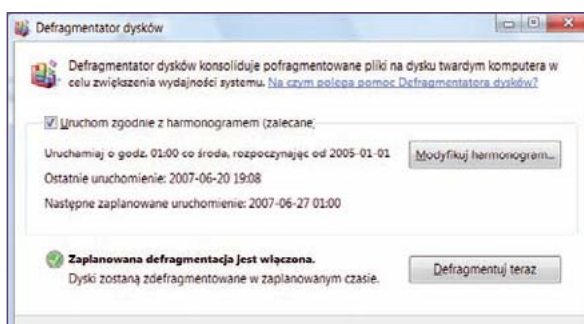 Defragmentator dysków
Defragmentator dysków konsoliduje pofragmentowane pliki na dysku twardym komputera w
celu zwiększenia wydajności systemu. Na czym polega pomoc Defragmentatora dysków?
Uruchom zgodnie z harmonogramem (zalecane)
Uruchamiaj o godz. 01:00 co środa, rozpoczynając od 2005-01-01
Modyfikuj harmonogram...
Ostatnie uruchomienie: 2007-06-20 19:08
Następne zaplanowane uruchomienie: 2007-06-27 01:00
Zaplanowana defragmentacja jest włączona.
Dyski zostaną zdefragmentowane w zaplanowanym czasie.
Defragmentuj teraz